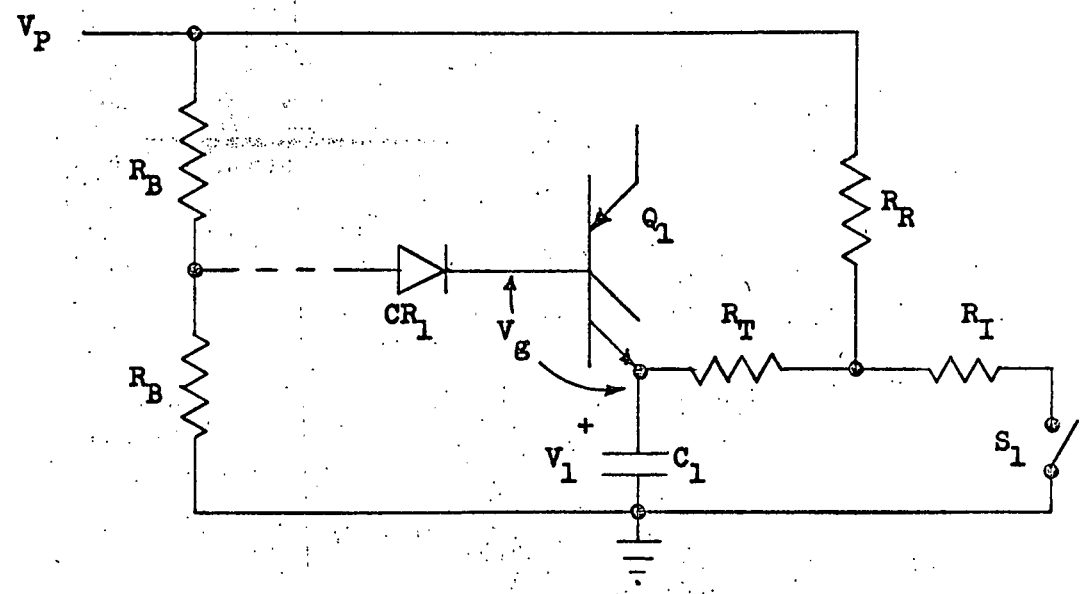 V_P
R_B
Q_1
R_R
CR_1
V_g
R_T
R_I
R_B
+
V_1
C_1
S_1